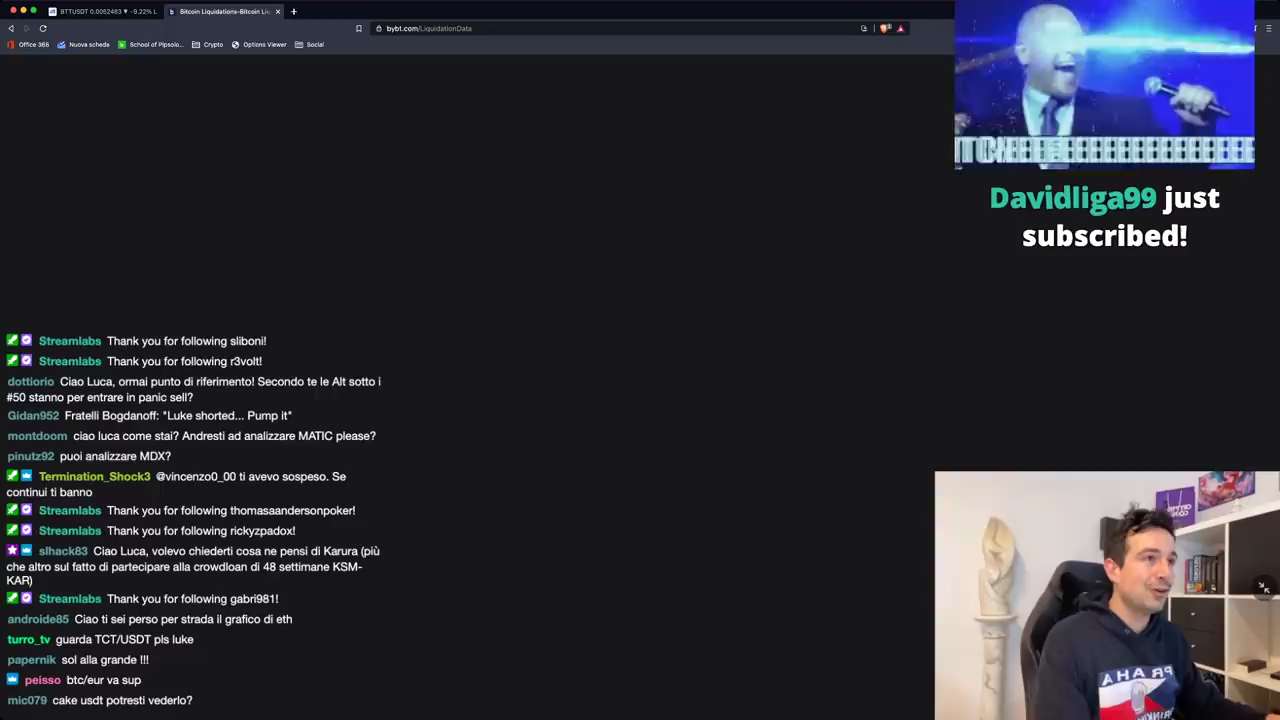 BTTUSDT 0.0052463 ▼ -9.22% L
Bitcoin Liquidations-Bitcoin Liq
bybt.com/LiquidationData
Office 365
Nuova scheda
School of Pipsolo...
Crypto
Options Viewer
Social
Davidliga99 just
subscribed!
Streamlabs Thank you for following sliboni!
Streamlabs Thank you for following r3volt!
dottiorio Ciao Luca, ormai punto di riferimento! Secondo te le Alt sotto i
#50 stanno per entrare in panic sell?
Gidan952 Fratelli Bogdanoff: "Luke shorted... Pump it"
montdoom ciao luca come stai? Andresti ad analizzare MATIC please?
pinutz92 puoi analizzare MDX?
Termination_Shock3 @vincenzo0_00 ti avevo sospeso. Se
continui ti banno
Streamlabs Thank you for following thomasaandersonpoker!
Streamlabs Thank you for following rickyzpadox!
slhack83 Ciao Luca, volevo chiederti cosa ne pensi di Karura (più
che altro sul fatto di partecipare alla crowdloan di 48 settimane KSM-
KAR)
Streamlabs Thank you for following gabri981!
androide85 Ciao ti sei perso per strada il grafico di eth
turro_tv guarda TCT/USDT pls luke
papernik sol alla grande !!!
peisso btc/eur va sup
mic079 cake usdt potresti vederlo?
PRAHA